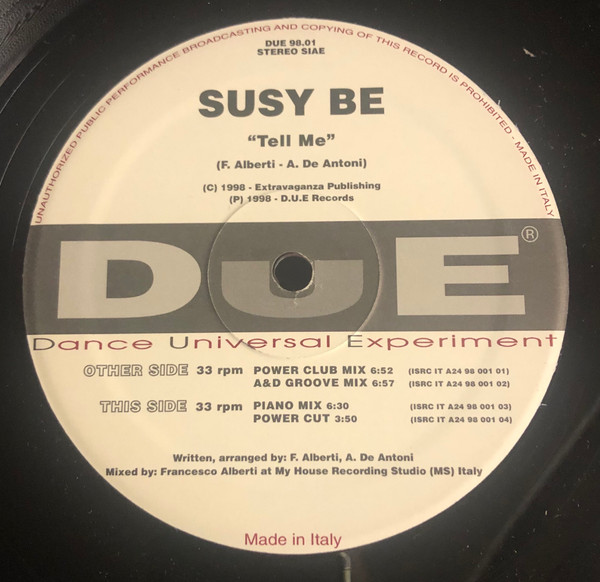 UNAUTHORIZED PUBLIC PERFORMANCE BROADCASTING AND COPYING OF THIS RECORD IS PROHIBITED - MADE IN ITALY
DUE 98.01
STEREO SIAE
SUSY BE
“Tell Me”
(F. Alberti - A. De Antoni)
(C) 1998 - Extravaganza Publishing
(P) 1998 - D.U.E Records
DUE®
Dance Universal Experiment
OTHER SIDE 33 rpm POWER CLUB MIX 6:52 (ISRC IT A24 98 001 01)
A&D GROOVE MIX 6:57 (ISRC IT A24 98 001 02)
THIS SIDE 33 rpm PIANO MIX 6:30 (ISRC IT A24 98 001 03)
POWER CUT 3:50 (ISRC IT A24 98 001 04)
Written, arranged by: F. Alberti, A. De Antoni
Mixed by: Francesco Alberti at My House Recording Studio (MS) Italy
Made in Italy